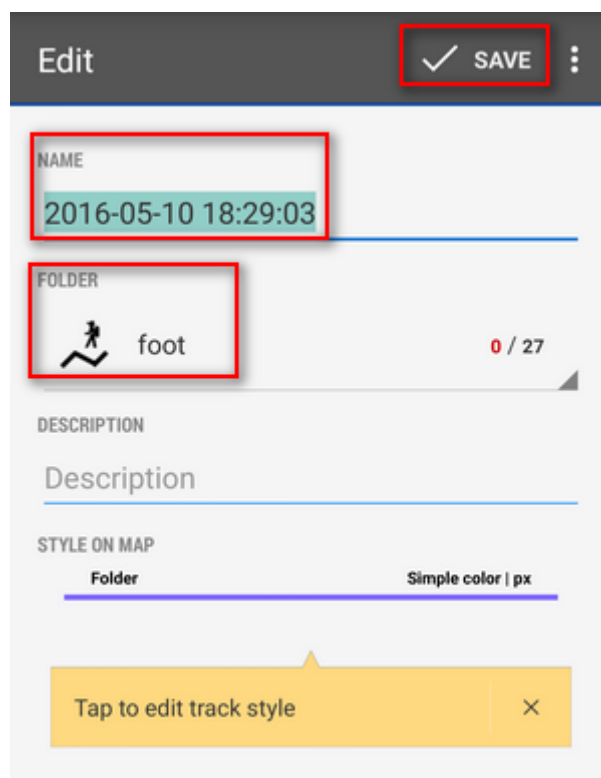 Edit SAVE
NAME
2016-05-10 18:29:03
FOLDER
foot 0 / 27
DESCRIPTION
Description
STYLE ON MAP
Folder Simple color | px
Tap to edit track style